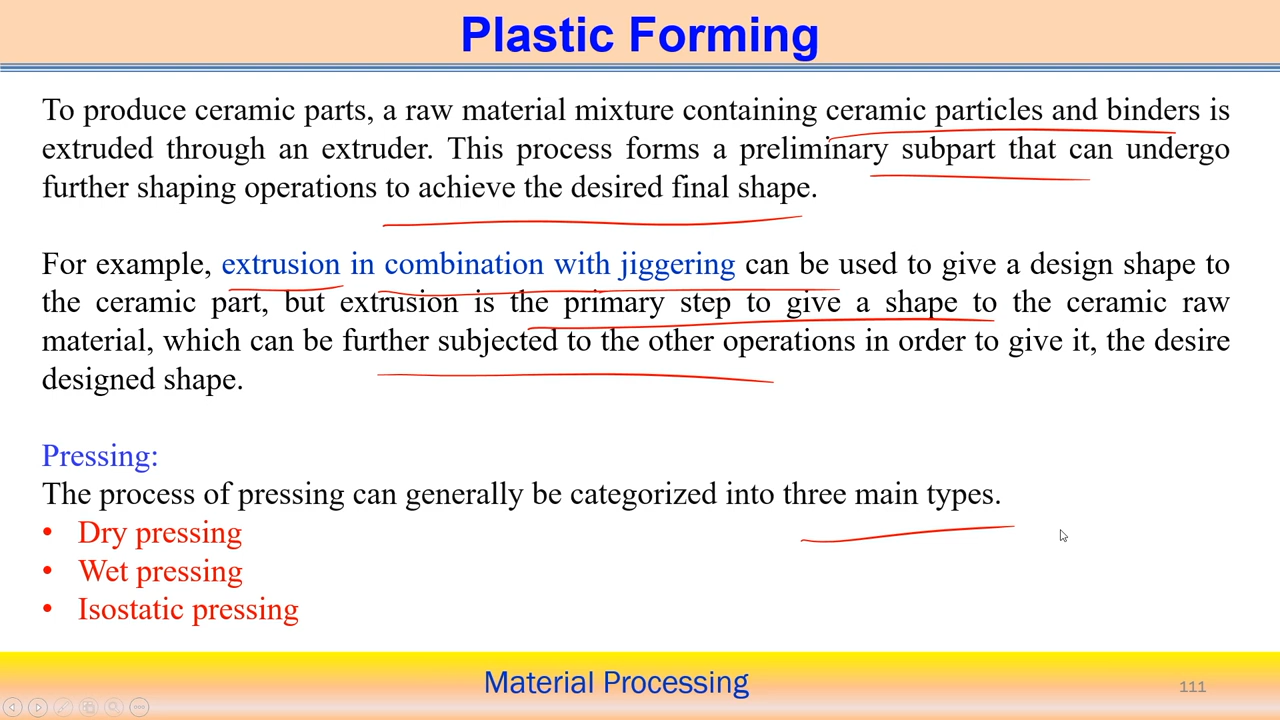 Plastic Forming
To produce ceramic parts, a raw material mixture containing ceramic particles and binders is
extruded through an extruder. This process forms a preliminary subpart that can undergo
further shaping operations to achieve the desired final shape.
For example, extrusion in combination with jiggering can be used to give a design shape to
the ceramic part, but extrusion is the primary step to give a shape to the ceramic raw
material, which can be further subjected to the other operations in order to give it, the desire
designed shape.
Pressing:
The process of pressing can generally be categorized into three main types.
• Dry pressing
• Wet pressing
• Isostatic pressing
Material Processing
111